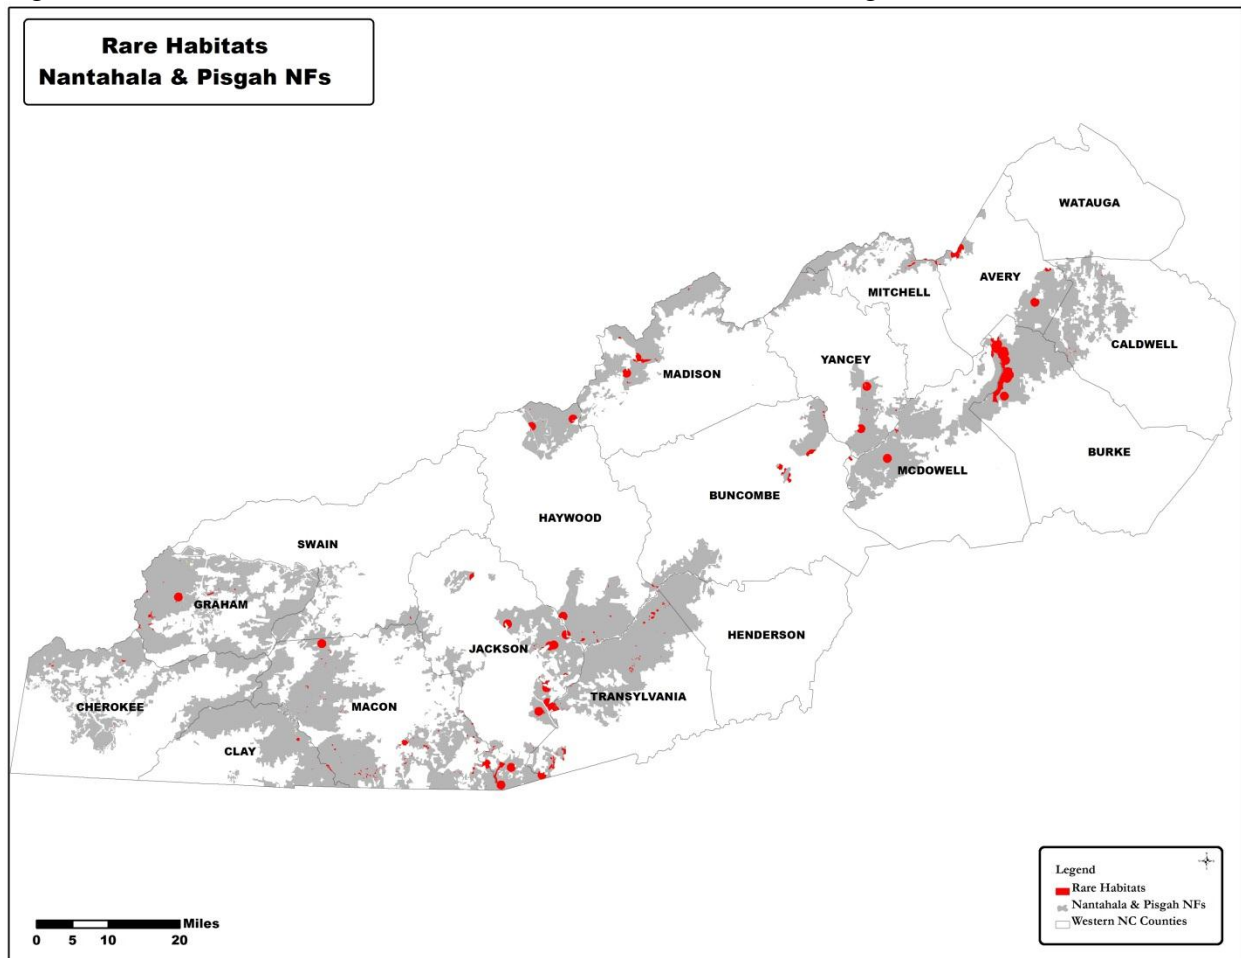 Rare Habitats
Nantahala & Pisgah NFs
WATAUGA
AVERY
MITCHELL
CALDWELL
YANCEY
MADISON
BURKE
MCDOWELL
BUNCOMBE
HAYWOOD
SWAIN
GRAHAM
HENDERSON
JACKSON
TRANSYLVANIA
CHEROKEE
MACON
CLAY
Legend
Rare Habitats
Nantahala & Pisgah NFs
Western NC Counties
Miles
0 5 10 20